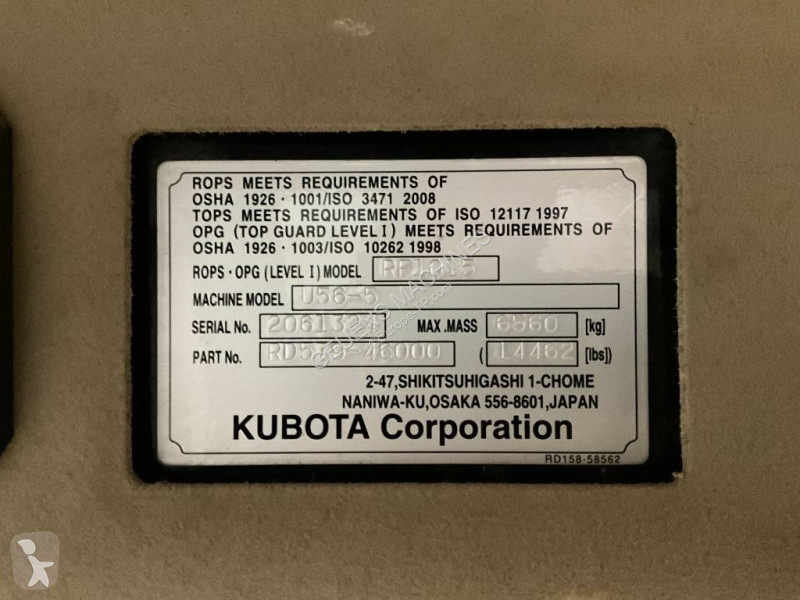 ROPS MEETS REQUIREMENTS OF
OSHA 1926・1001/ISO 3471 2008
TOPS MEETS REQUIREMENTS OF ISO 12117 1997
OPG (TOP GUARD LEVEL I) MEETS REQUIREMENTS OF
OSHA 1926・1003/ISO 10262 1998
ROPS・OPG (LEVEL I) MODEL
MACHINE MODEL U56-5
SERIAL No. MAX.MASS 6560 [kg]
PART No. (14462 [lbs])
2-47,SHIKITSUHIGASHI 1-CHOME
NANIWA-KU,OSAKA 556-8601,JAPAN
KUBOTA Corporation
RD158-58562